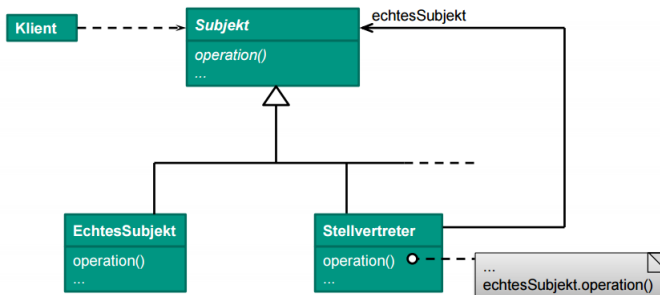 Klient
Subjekt
operation()
...
echtesSubjekt
EchtesSubjekt
operation()
...
Stellvertreter
operation()
...
...
echtesSubjekt.operation()